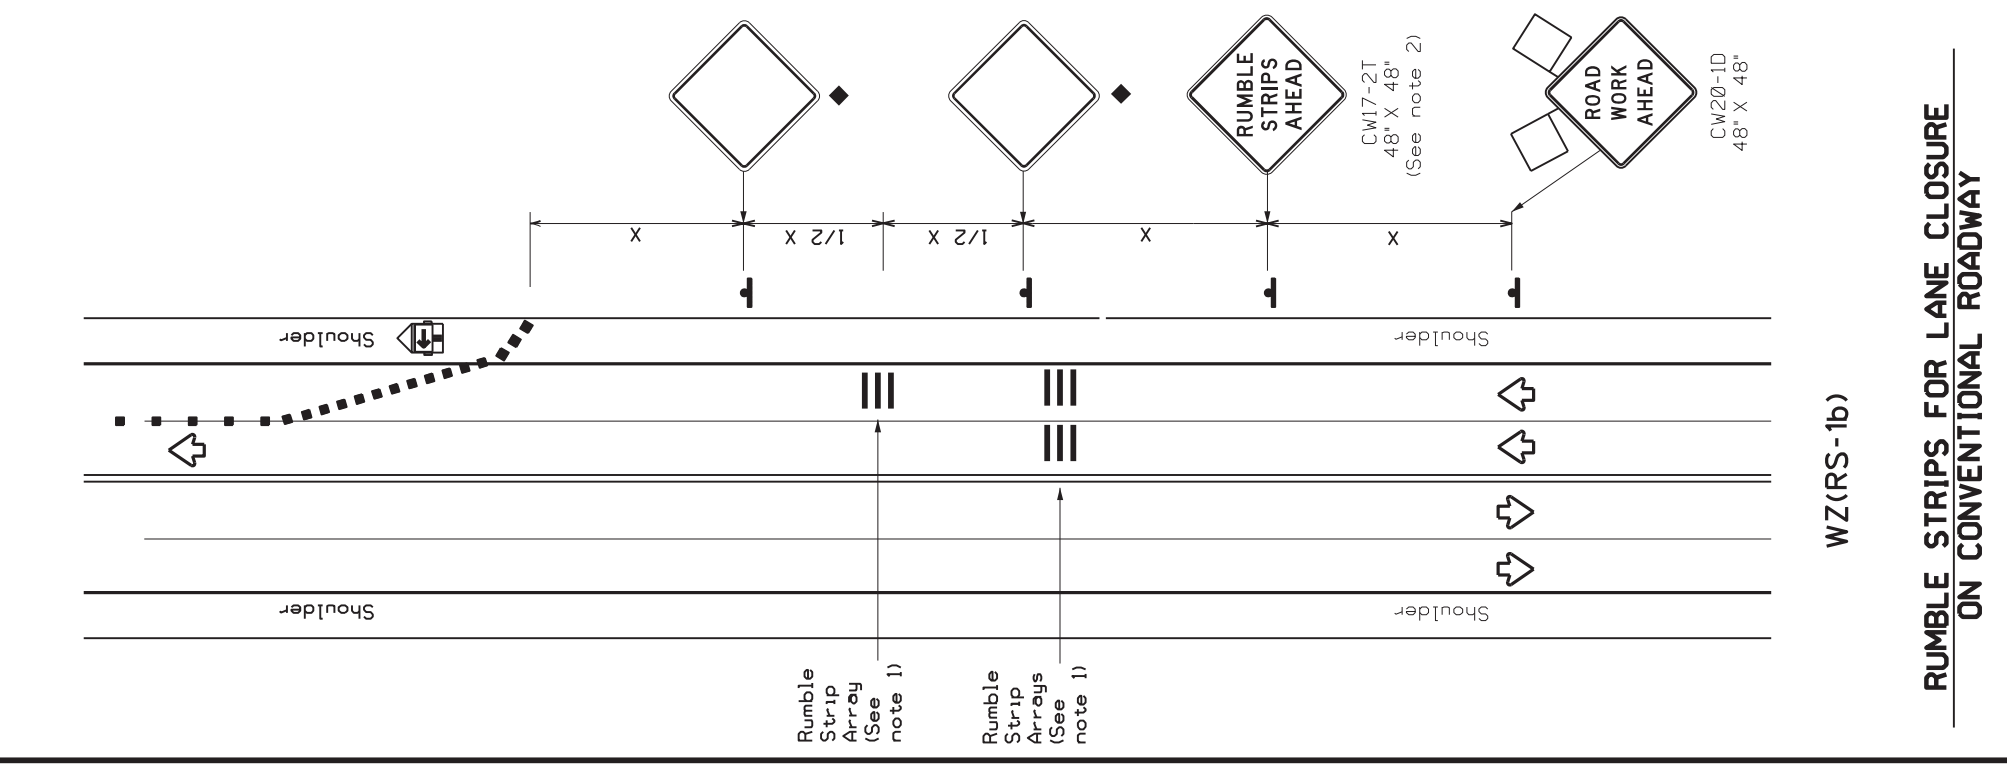 RUMBLE
STRIPS
AHEAD
CW17-2T
48" X 48"
(See note 2)
ROAD
WORK
AHEAD
CW20-1D
48" X 48"
X
1/2 X
1/2 X
X
X
Shoulder
Shoulder
Shoulder
Shoulder
Rumble
Strip
Array
(See
note 1)
Rumble
Strip
Arrays
(See
note 1)
WZ(RS-1b)
RUMBLE STRIPS FOR LANE CLOSURE
ON CONVENTIONAL ROADWAY